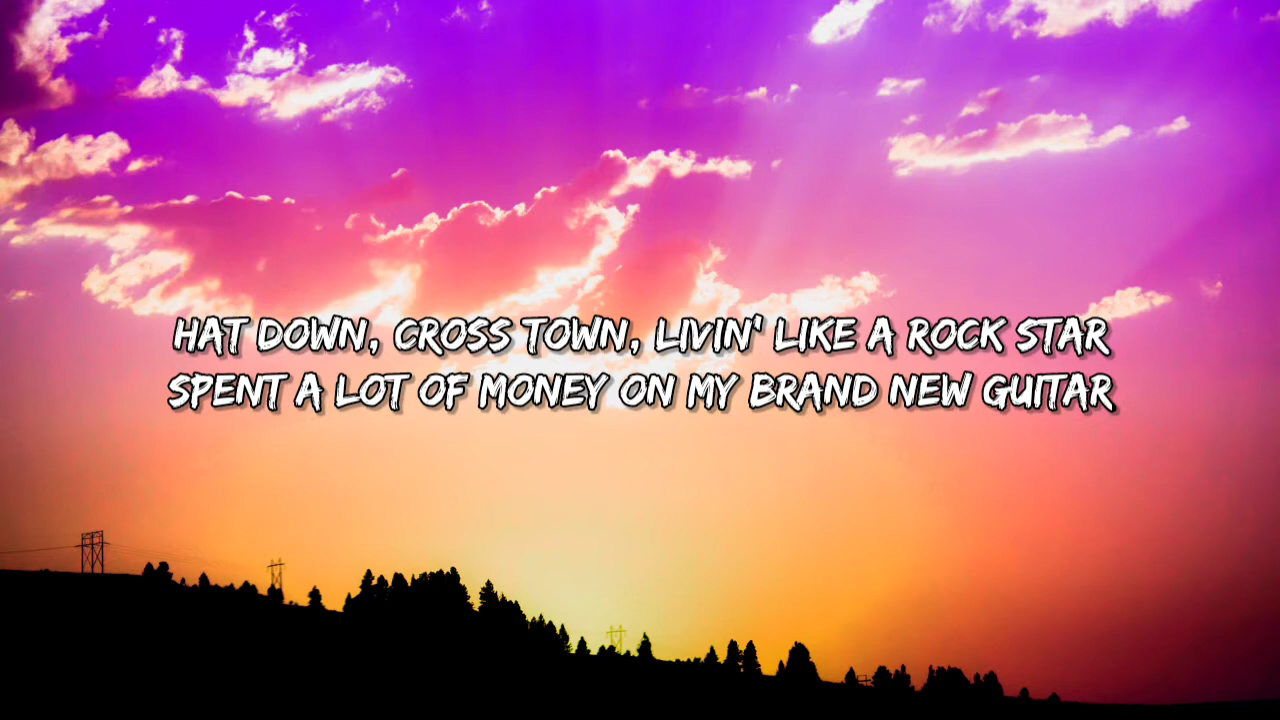 HAT DOWN, CROSS TOWN, LIVIN' LIKE A ROCK STAR
SPENT A LOT OF MONEY ON MY BRAND NEW GUITAR